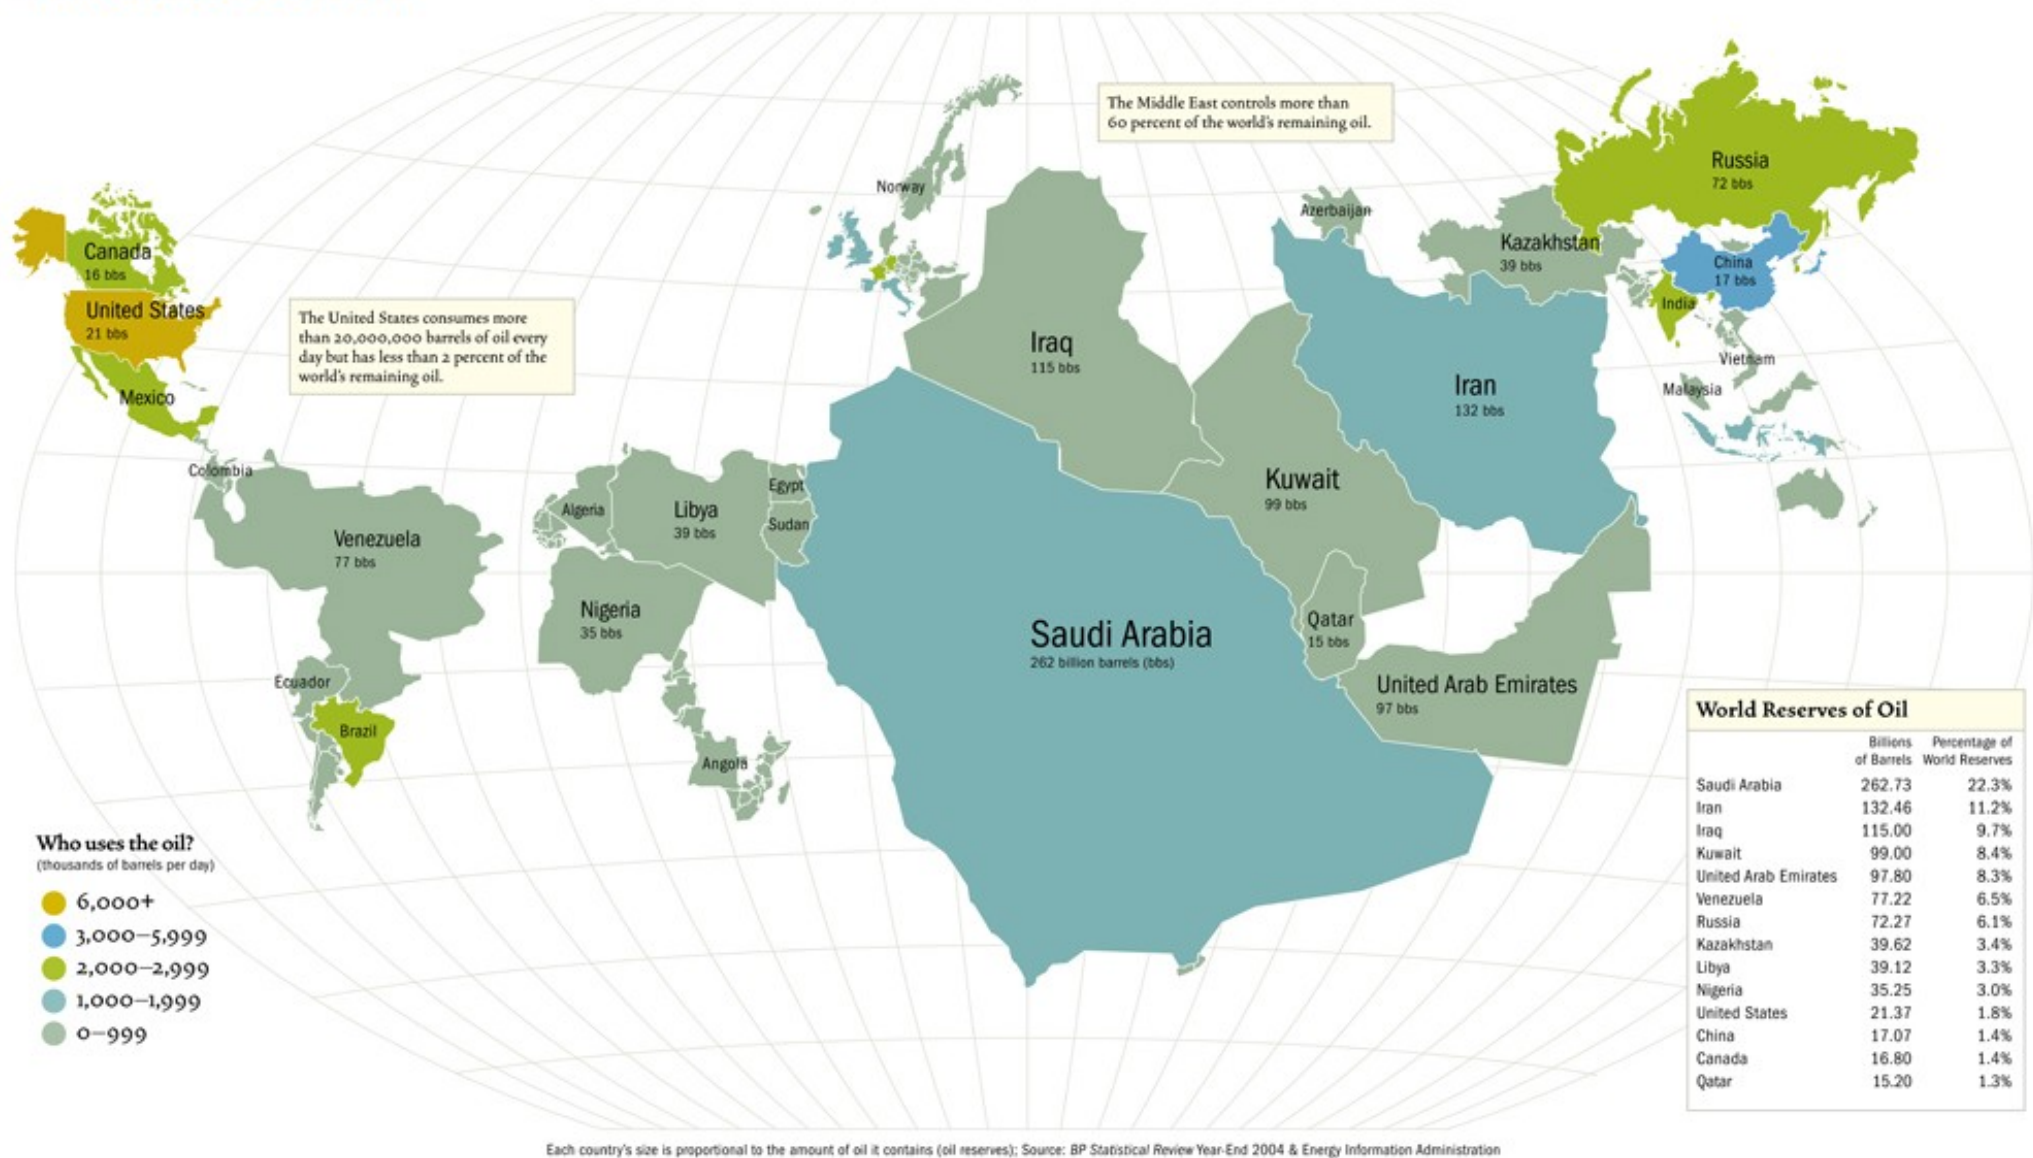 The Middle East controls more than
60 percent of the world's remaining oil.
Russia
72 bbs
Norway
Azerbaijan
Kazakhstan
39 bbs
China
17 bbs
India
Vietnam
Malaysia
Canada
16 bbs
United States
21 bbs
Mexico
The United States consumes more
than 20,000,000 barrels of oil every
day but has less than 2 percent of the
world's remaining oil.
Iraq
115 bbs
Iran
132 bbs
Kuwait
99 bbs
Colombia
Venezuela
77 bbs
Algeria
Libya
39 bbs
Egypt
Sudan
Nigeria
35 bbs
Saudi Arabia
262 billion barrels (bbs)
Qatar
15 bbs
United Arab Emirates
97 bbs
Ecuador
Brazil
Angola
Who uses the oil?
(thousands of barrels per day)
6,000+
3,000–5,999
2,000–2,999
1,000–1,999
0–999
World Reserves of Oil
Billions Percentage of
of Barrels World Reserves
Saudi Arabia 262.73 22.3%
Iran 132.46 11.2%
Iraq 115.00 9.7%
Kuwait 99.00 8.4%
United Arab Emirates 97.80 8.3%
Venezuela 77.22 6.5%
Russia 72.27 6.1%
Kazakhstan 39.62 3.4%
Libya 39.12 3.3%
Nigeria 35.25 3.0%
United States 21.37 1.8%
China 17.07 1.4%
Canada 16.80 1.4%
Qatar 15.20 1.3%
Each country's size is proportional to the amount of oil it contains (oil reserves); Source: BP Statistical Review Year-End 2004 & Energy Information Administration